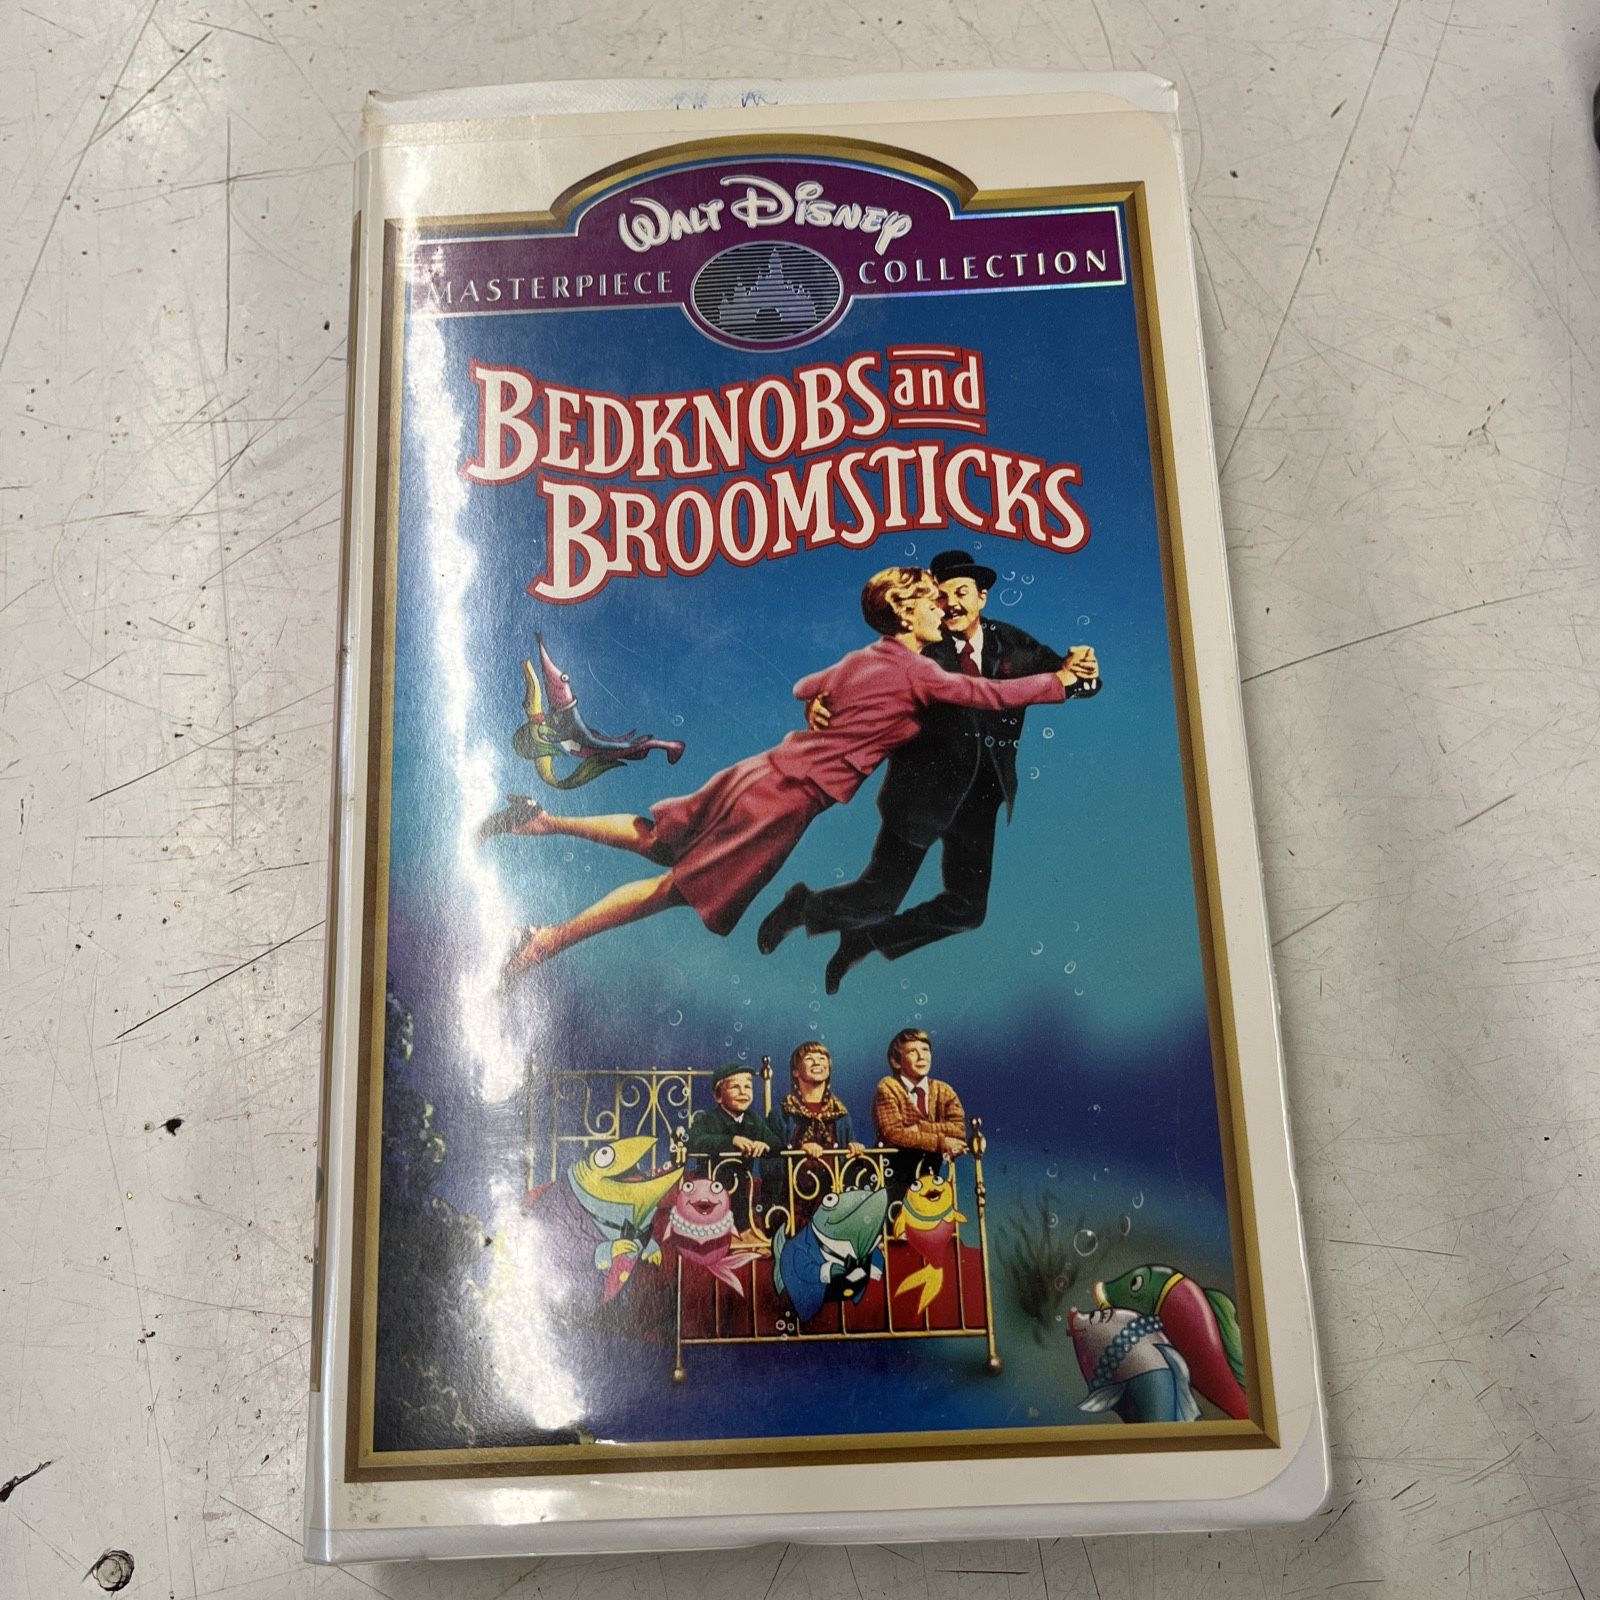 WALT DISNEY
MASTERPIECE COLLECTION
BEDKNOBS and
BROOMSTICKS